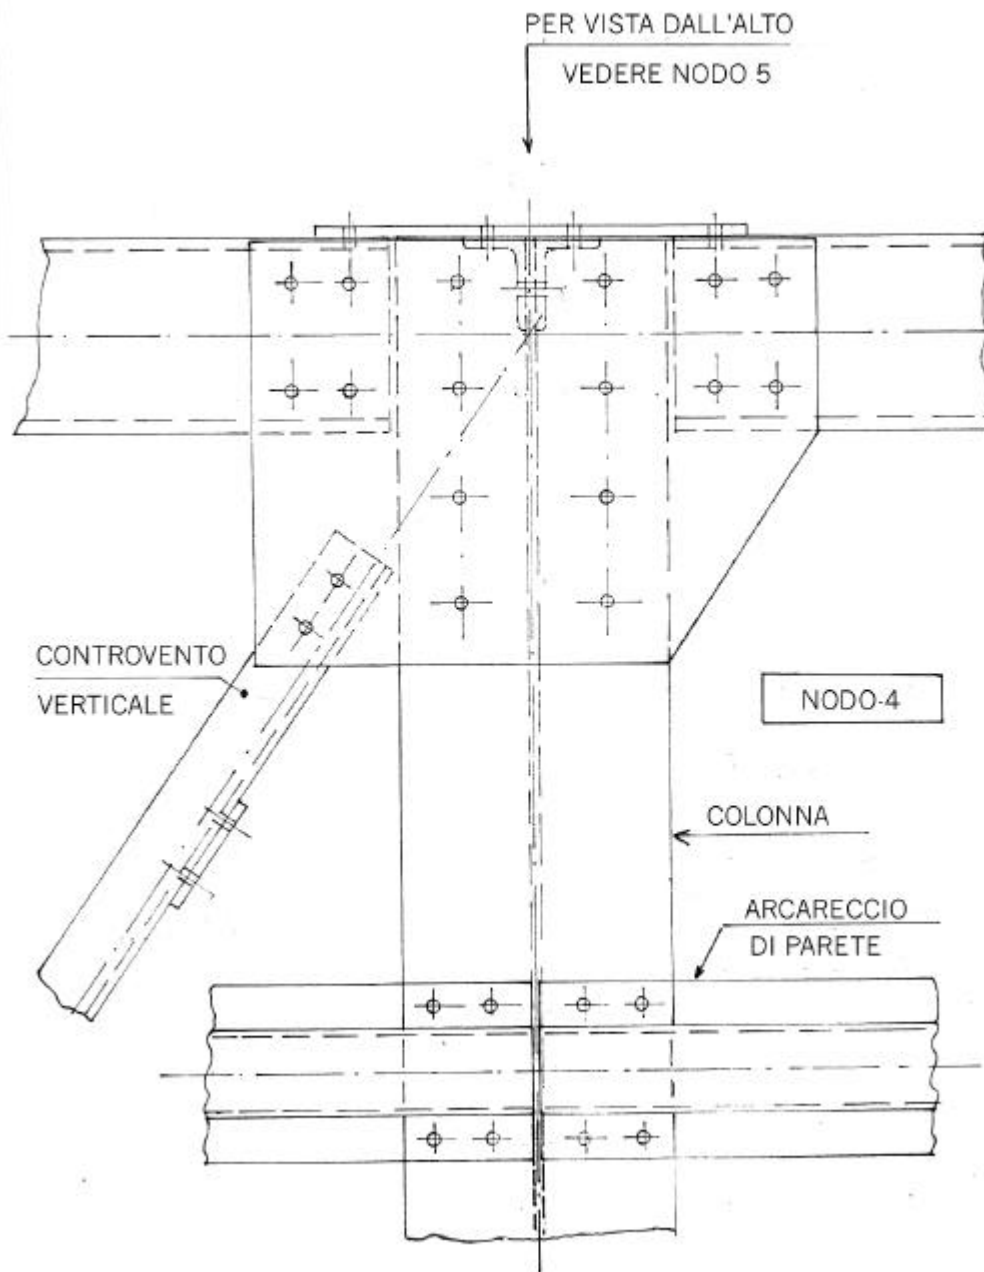 PER VISTA DALL'ALTO
VEDERE NODO 5
CONTROVENTO
VERTICALE
NODO-4
COLONNA
ARCARECCIO
DI PARETE